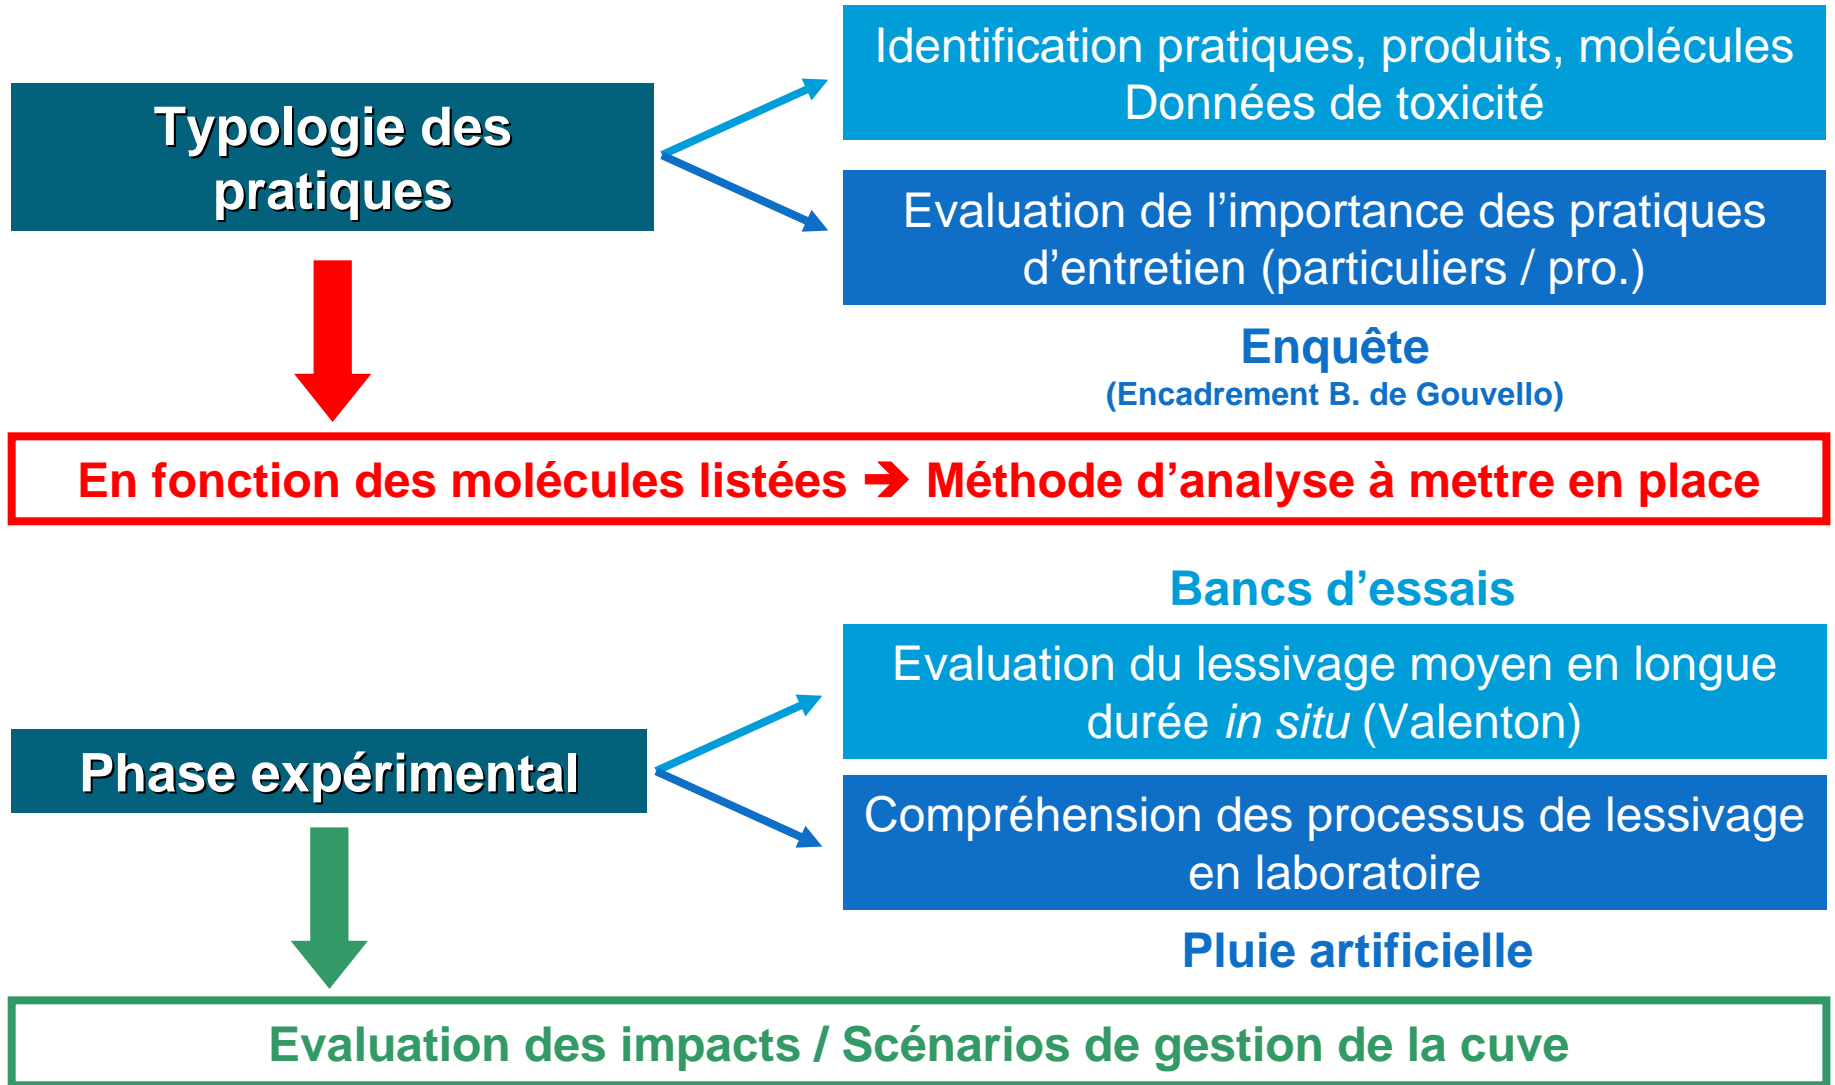 Typologie des
pratiques
Identification pratiques, produits, molécules
Données de toxicité
Evaluation de l’importance des pratiques
d’entretien (particuliers / pro.)
Enquête
(Encadrement B. de Gouvello)
En fonction des molécules listées ➔ Méthode d’analyse à mettre en place
Bancs d’essais
Phase expérimental
Evaluation du lessivage moyen en longue
durée in situ (Valenton)
Compréhension des processus de lessivage
en laboratoire
Pluie artificielle
Evaluation des impacts / Scénarios de gestion de la cuve